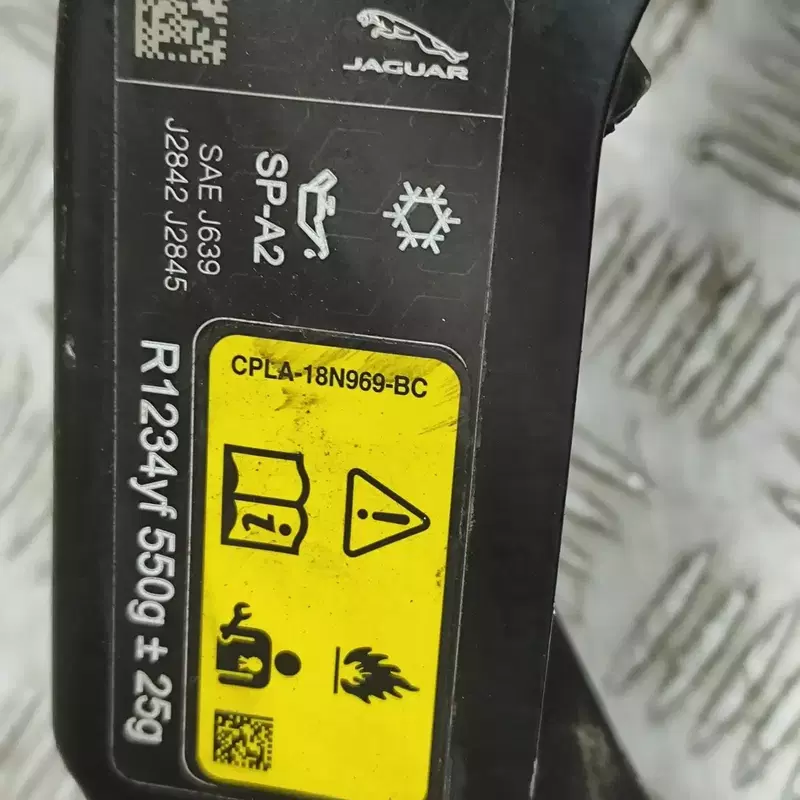 JAGUAR
SP-A2
SAE J639
J2842 J2845
CPLA-18N969-BC
R1234yf 550g ± 25g